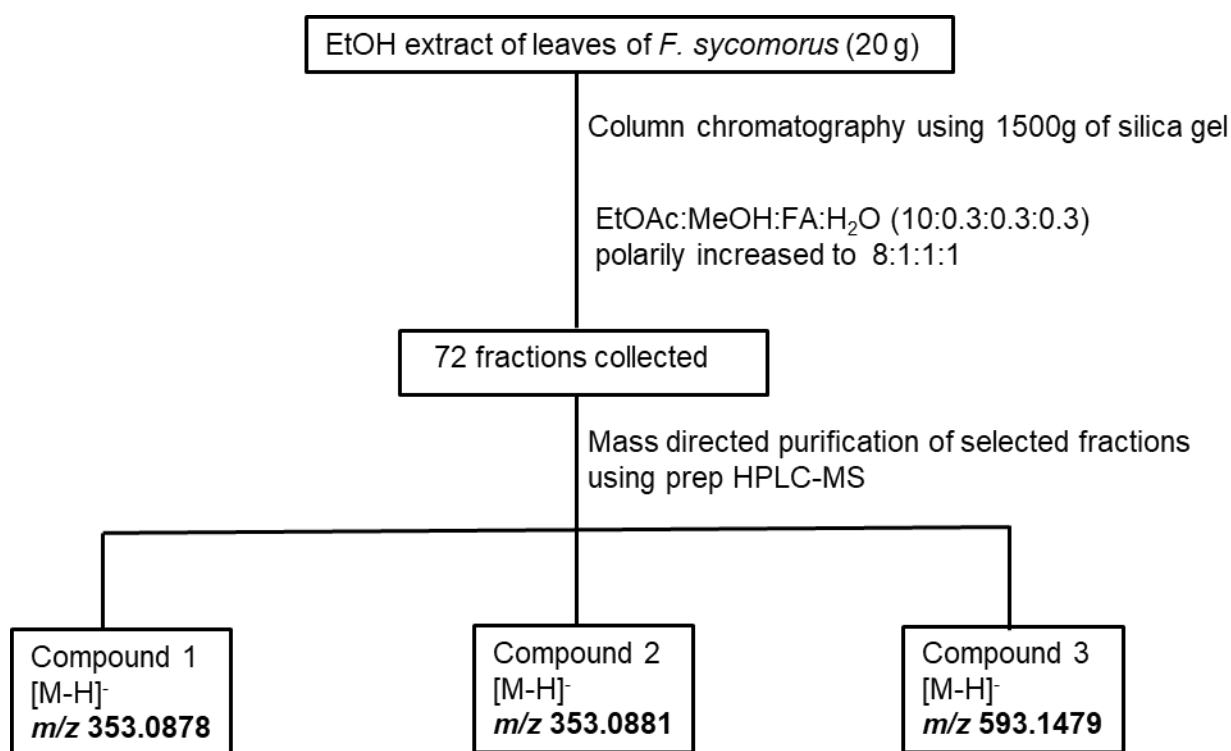 EtOH extract of leaves of F. sycomorus (20 g)
Column chromatography using 1500g of silica gel
EtOAc:MeOH:FA:H₂O (10:0.3:0.3:0.3)
polarily increased to 8:1:1:1
72 fractions collected
Mass directed purification of selected fractions
using prep HPLC-MS
Compound 1
[M-H]⁻
m/z 353.0878
Compound 2
[M-H]⁻
m/z 353.0881
Compound 3
[M-H]⁻
m/z 593.1479